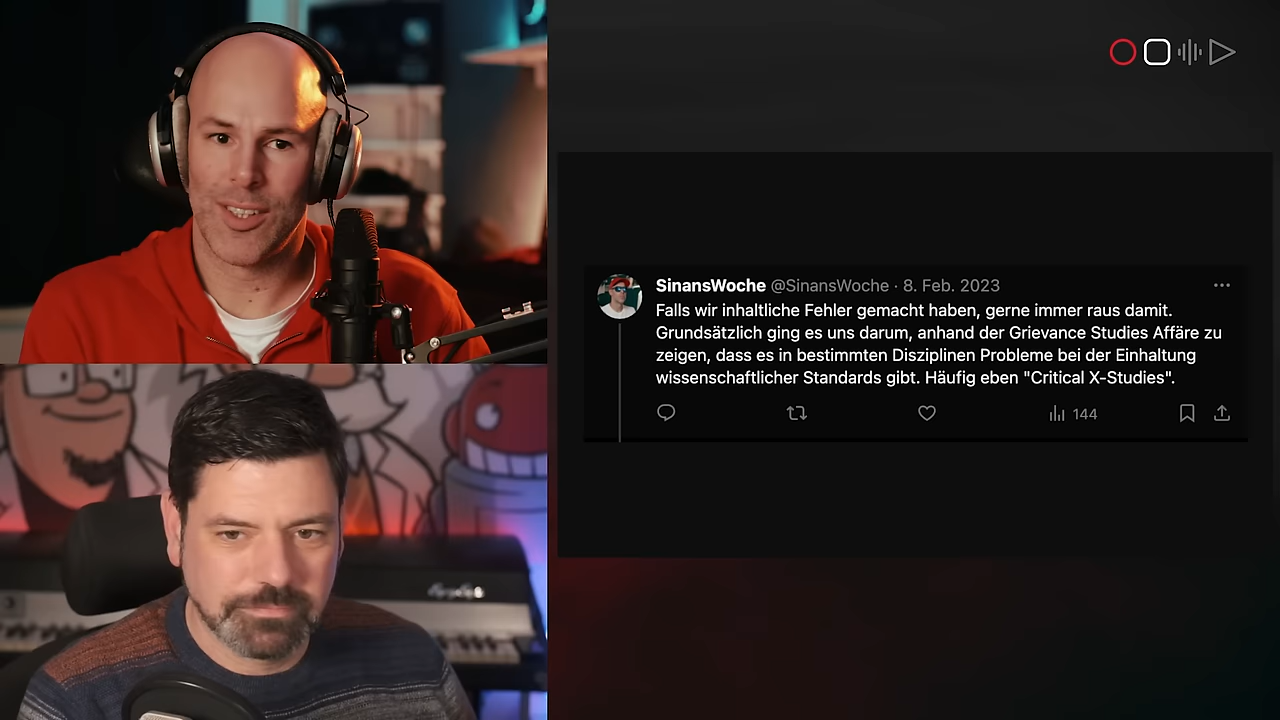 SinansWoche @SinansWoche · 8. Feb. 2023
Falls wir inhaltliche Fehler gemacht haben, gerne immer raus damit.
Grundsätzlich ging es uns darum, anhand der Grievance Studies Affäre zu
zeigen, dass es in bestimmten Disziplinen Probleme bei der Einhaltung
wissenschaftlicher Standards gibt. Häufig eben "Critical X-Studies".
144